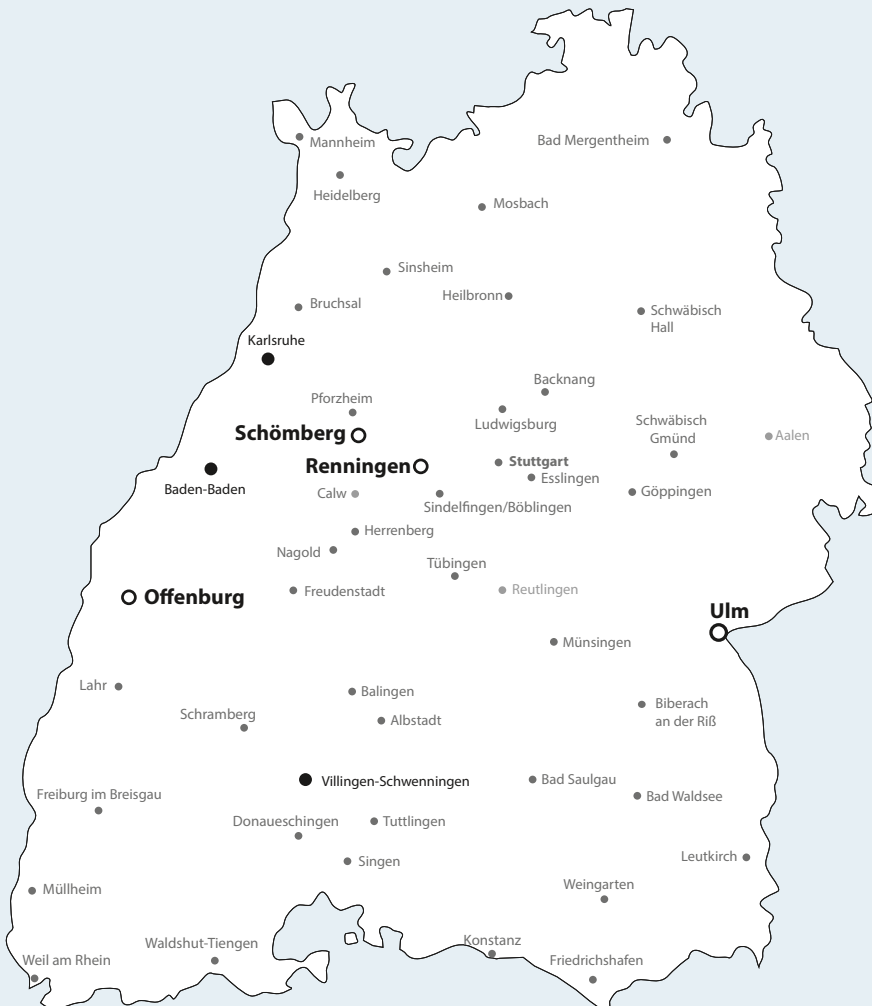 Mannheim
Bad Mergentheim
Heidelberg
Mosbach
Sinsheim
Heilbronn
Bruchsal
Schwäbisch
Hall
Karlsruhe
Backnang
Pforzheim
Ludwigsburg
Schwäbisch
Gmünd
Aalen
Schömberg
Renningen
Stuttgart
Esslingen
Baden-Baden
Calw
Göppingen
Sindelfingen/Böblingen
Herrenberg
Nagold
Tübingen
Freudenstadt
Reutlingen
Offenburg
Ulm
Münsingen
Lahr
Balingen
Biberach
an der Riß
Schramberg
Albstadt
Villingen-Schwenningen
Bad Saulgau
Freiburg im Breisgau
Bad Waldsee
Donaueschingen
Tuttlingen
Singen
Leutkirch
Müllheim
Weingarten
Waldshut-Tiengen
Konstanz
Weil am Rhein
Friedrichshafen